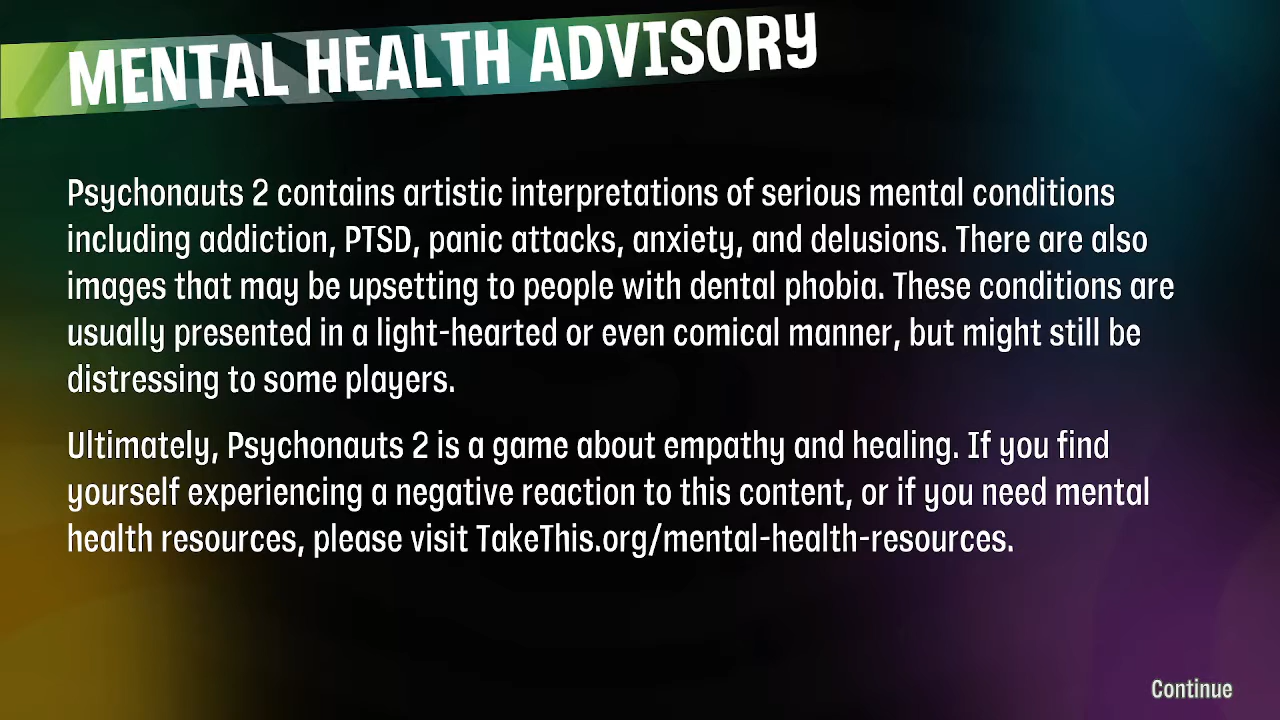 MENTAL HEALTH ADVISORY
Psychonauts 2 contains artistic interpretations of serious mental conditions
including addiction, PTSD, panic attacks, anxiety, and delusions. There are also
images that may be upsetting to people with dental phobia. These conditions are
usually presented in a light-hearted or even comical manner, but might still be
distressing to some players.
Ultimately, Psychonauts 2 is a game about empathy and healing. If you find
yourself experiencing a negative reaction to this content, or if you need mental
health resources, please visit TakeThis.org/mental-health-resources.
Continue